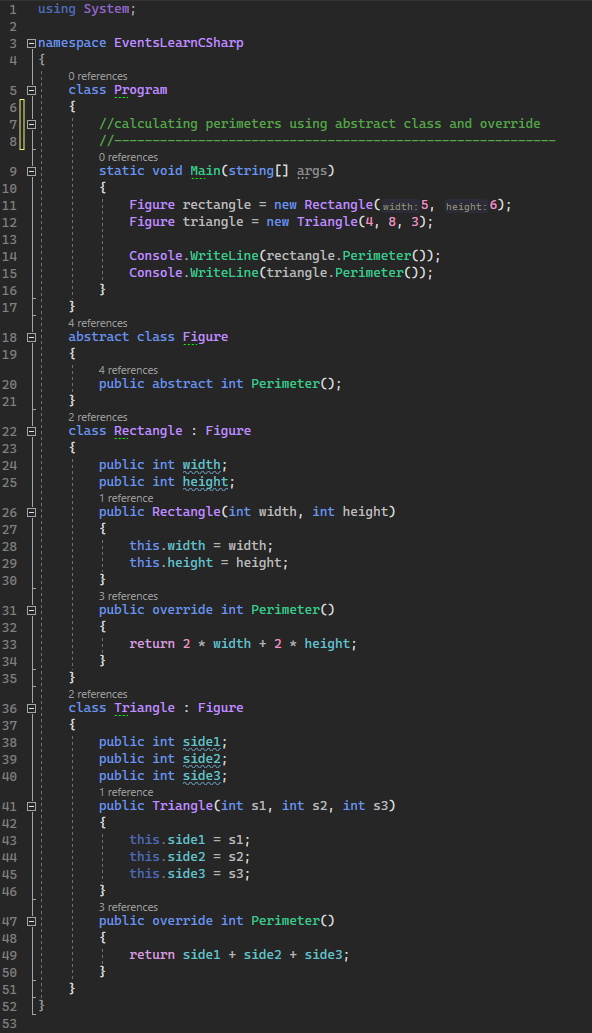 1 using System;
2
3 namespace EventsLearnCSharp
4 {
0 references
5 class Program
6 {
7 //calculating perimeters using abstract class and override
8 //----------------------------------------------------------
0 references
9 static void Main(string[] args)
10 {
11 Figure rectangle = new Rectangle(width:5, height:6);
12 Figure triangle = new Triangle(4, 8, 3);
13
14 Console.WriteLine(rectangle.Perimeter());
15 Console.WriteLine(triangle.Perimeter());
16 }
17 }
4 references
18 abstract class Figure
19 {
4 references
20 public abstract int Perimeter();
21 }
2 references
22 class Rectangle : Figure
23 {
24 public int width;
25 public int height;
1 reference
26 public Rectangle(int width, int height)
27 {
28 this.width = width;
29 this.height = height;
30 }
3 references
31 public override int Perimeter()
32 {
33 return 2 * width + 2 * height;
34 }
35 }
2 references
36 class Triangle : Figure
37 {
38 public int side1;
39 public int side2;
40 public int side3;
1 reference
41 public Triangle(int s1, int s2, int s3)
42 {
43 this.side1 = s1;
44 this.side2 = s2;
45 this.side3 = s3;
46 }
3 references
47 public override int Perimeter()
48 {
49 return side1 + side2 + side3;
50 }
51 }
52 }
53